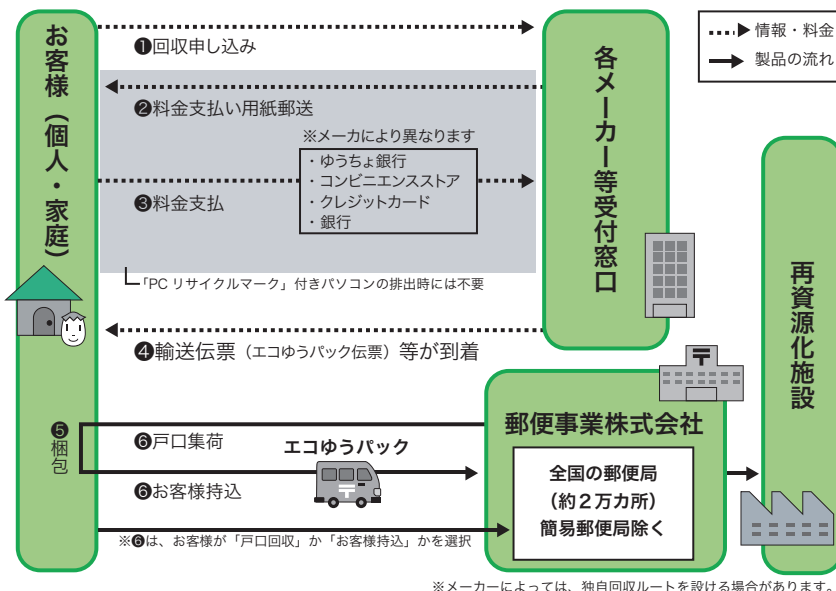 お客様（個人・家庭）
❶回収申し込み
❷料金支払い用紙郵送
※メーカにより異なります
・ゆうちょ銀行
・コンビニエンスストア
・クレジットカード
・銀行
❸料金支払
「PC リサイクルマーク」付きパソコンの排出時には不要
❹輸送伝票（エコゆうパック伝票）等が到着
各メーカー等受付窓口
情報・料金
製品の流れ
再資源化施設
❺梱包
❻戸口集荷
エコゆうパック
❻お客様持込
※❻は、お客様が「戸口回収」か「お客様持込」かを選択
郵便事業株式会社
全国の郵便局
（約２万カ所）
簡易郵便局除く
※メーカーによっては、独自回収ルートを設ける場合があります。